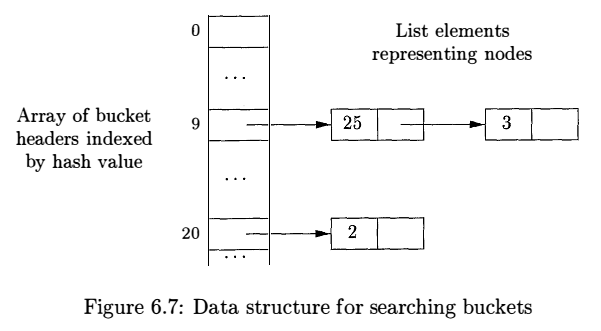 0
List elements
representing nodes
...
Array of bucket
headers indexed
by hash value
9
25
3
...
20
2
...
Figure 6.7: Data structure for searching buckets